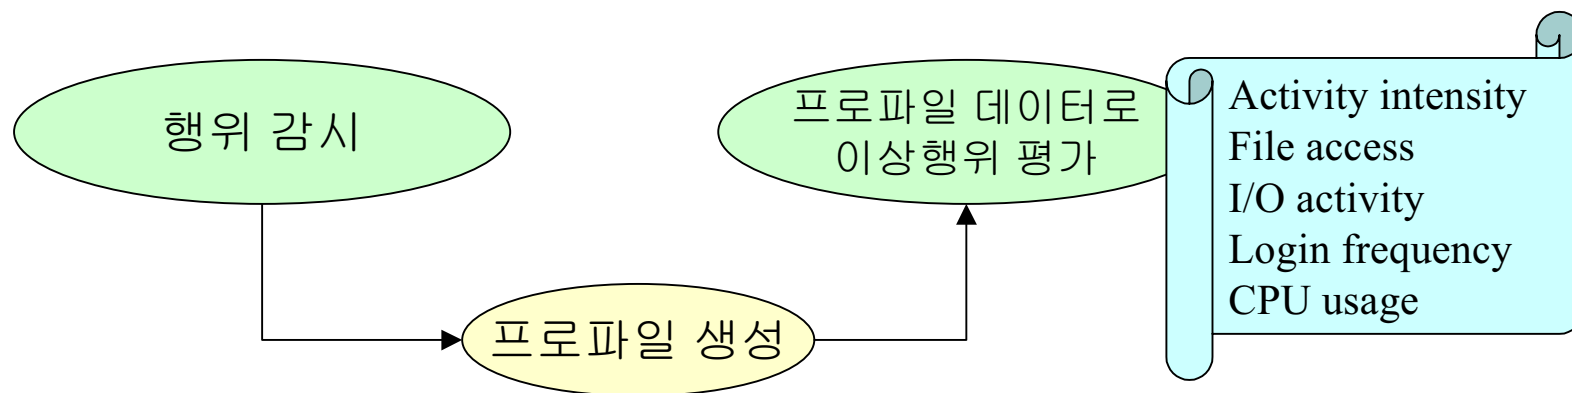 행위 감시
프로파일 데이터로
이상행위 평가
Activity intensity
File access
I/O activity
Login frequency
CPU usage
프로파일 생성